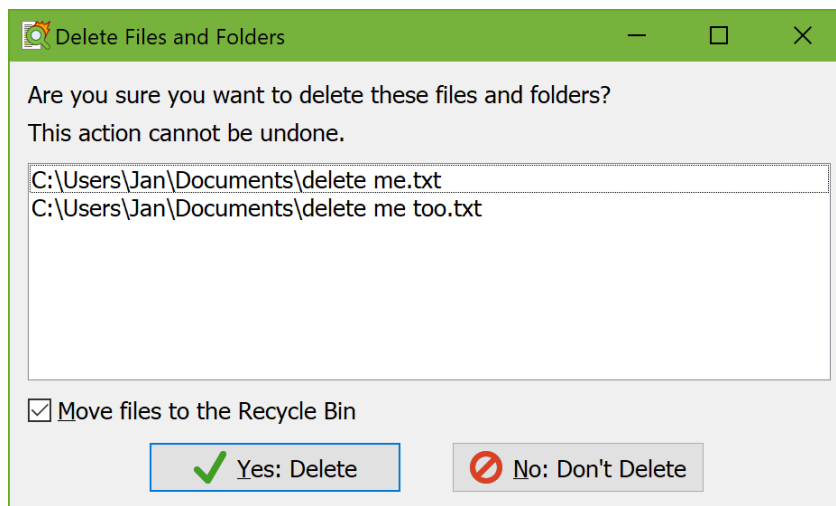 Delete Files and Folders
Are you sure you want to delete these files and folders?
This action cannot be undone.
C:\Users\Jan\Documents\delete me.txt
C:\Users\Jan\Documents\delete me too.txt
Move files to the Recycle Bin
Yes: Delete
No: Don't Delete